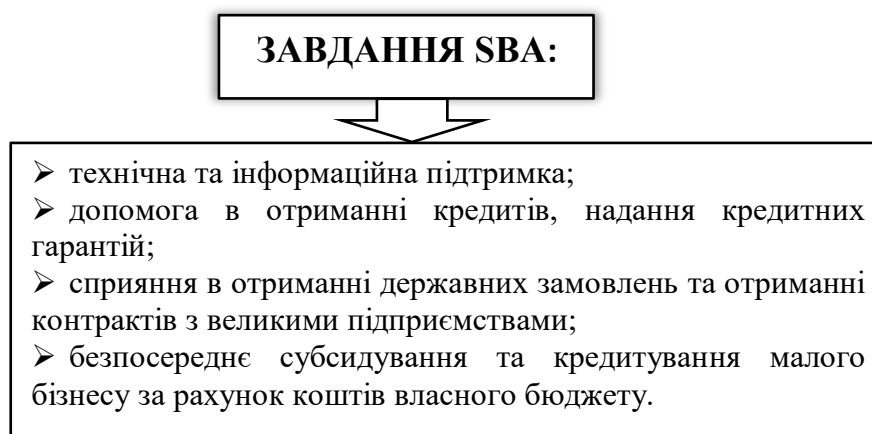 ЗАВДАННЯ SBA:
➢ технічна та інформаційна підтримка;
➢ допомога в отриманні кредитів, надання кредитних
гарантій;
➢ сприяння в отриманні державних замовлень та отриманні
контрактів з великими підприємствами;
➢ безпосереднє субсидування та кредитування малого
бізнесу за рахунок коштів власного бюджету.